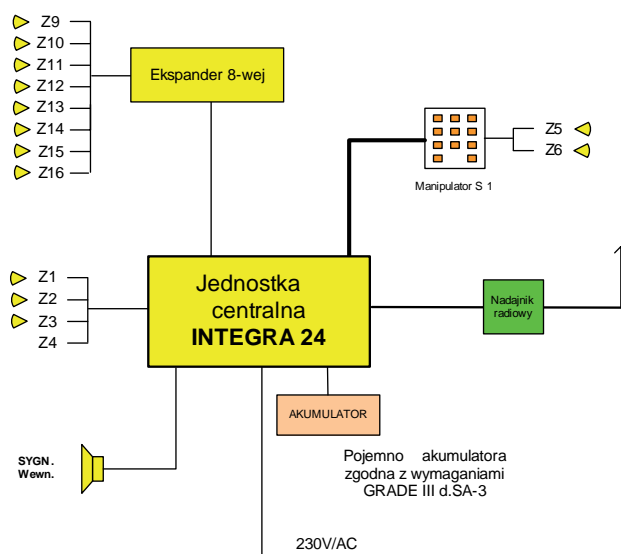 Z9
Z10
Z11
Z12
Z13
Z14
Z15
Z16
Ekspander 8-wej
Z5
Z6
Manipulator S 1
Z1
Z2
Z3
Z4
Jednostka
centralna
INTEGRA 24
Nadajnik
radiowy
AKUMULATOR
SYGN.
Wewn.
Pojemno akumulatora
zgodna z wymaganiami
GRADE III d.SA-3
230V/AC